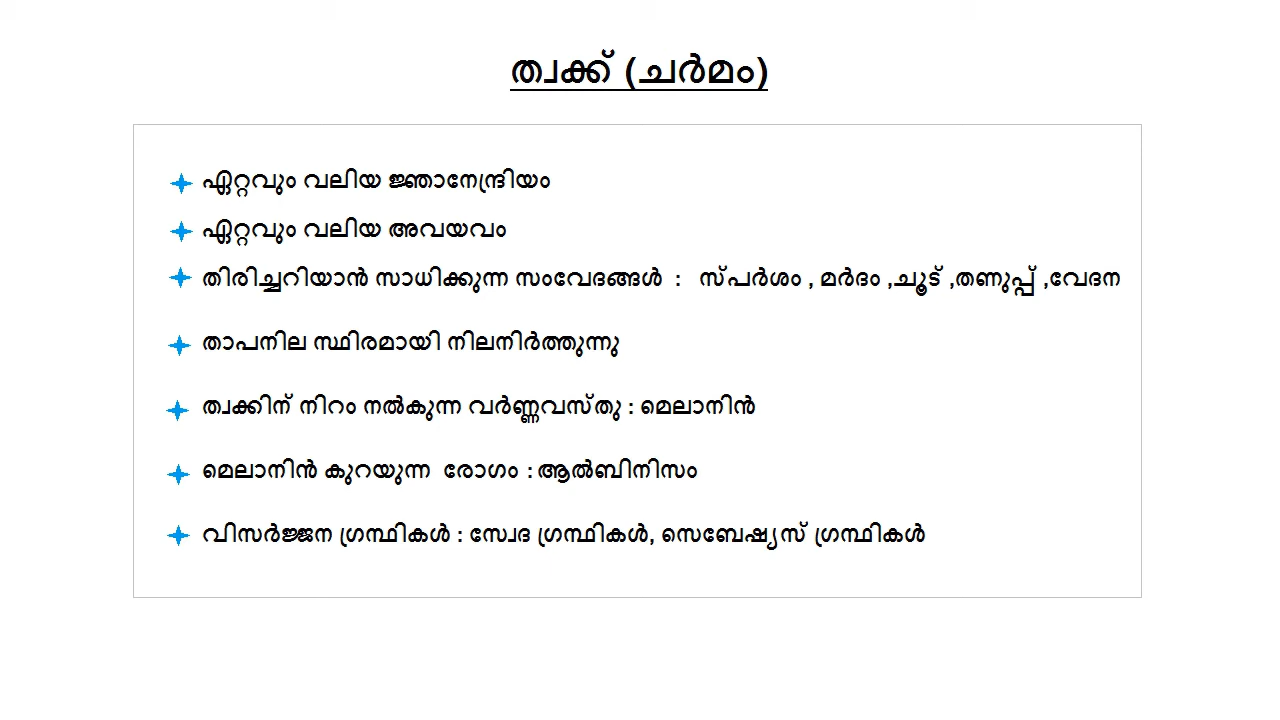 ത്വക്ക് (ചർമം)
ഏറ്റവും വലിയ ജ്ഞാനേന്ദ്രിയം
ഏറ്റവും വലിയ അവയവം
തിരിച്ചറിയാൻ സാധിക്കുന്ന സംവേദങ്ങൾ : സ്പർശം , മർദം ,ചൂട് ,തണുപ്പ് ,വേദന
താപനില സ്ഥിരമായി നിലനിർത്തുന്നു
ത്വക്കിന് നിറം നൽകുന്ന വർണ്ണവസ്തു : മെലാനിൻ
മെലാനിൻ കുറയുന്ന രോഗം : ആൽബിനിസം
വിസർജ്ജന ഗ്രന്ഥികൾ : സ്വേദ ഗ്രന്ഥികൾ, സെബേഷ്യസ് ഗ്രന്ഥികൾ